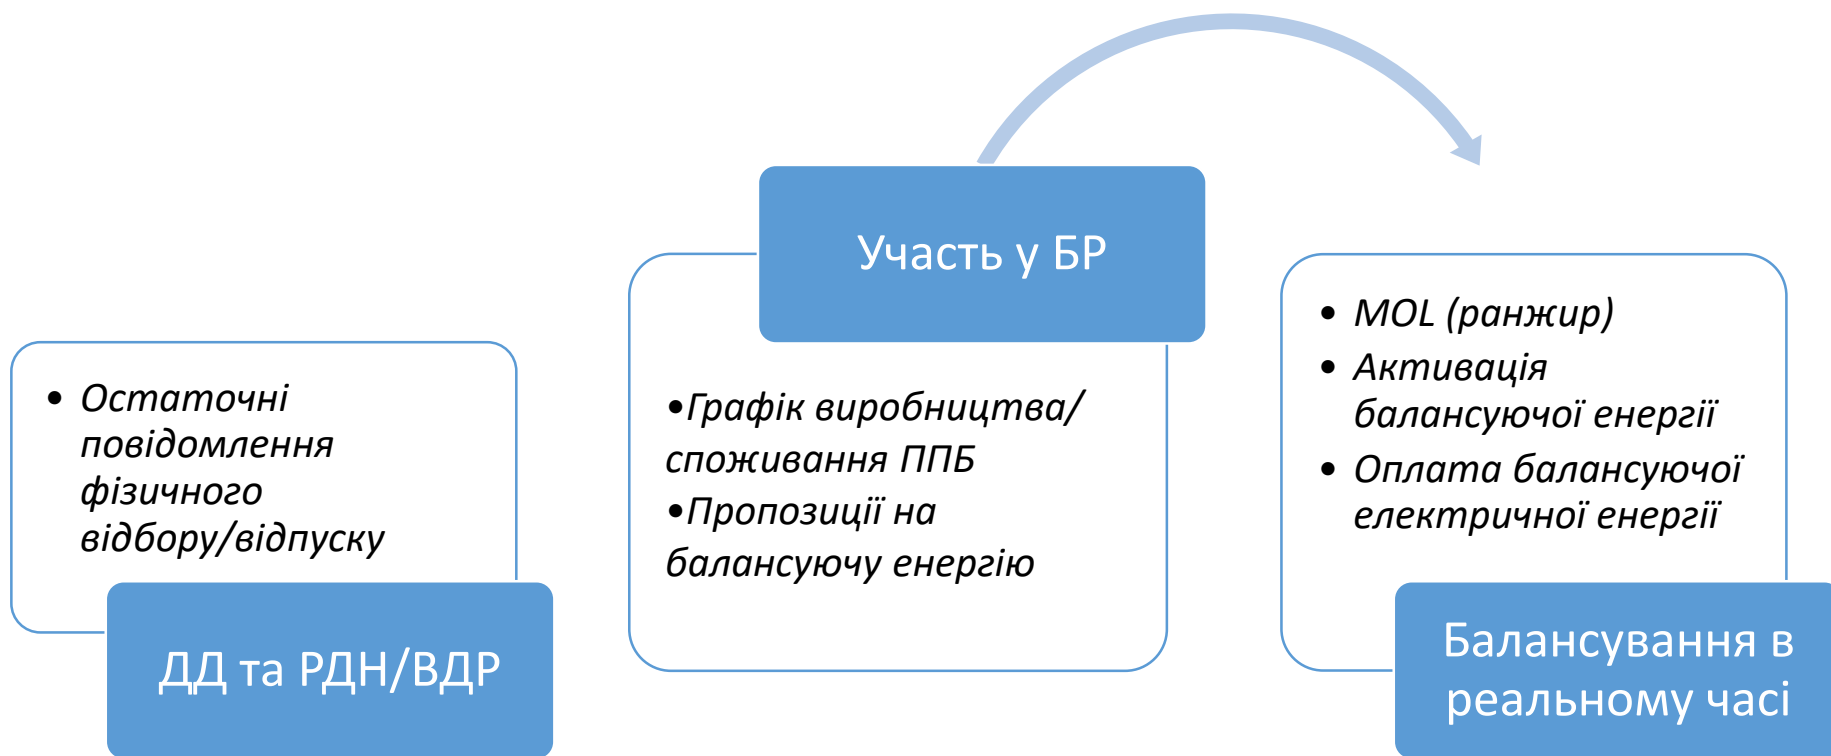 • Остаточні
повідомлення
фізичного
відбору/відпуску
ДД та РДН/ВДР
Участь у БР
•Графік виробництва/
споживання ППБ
•Пропозиції на
балансуючу енергію
• MOL (ранжир)
• Активація
балансуючої енергії
• Оплата балансуючої
електричної енергії
Балансування в
реальному часі